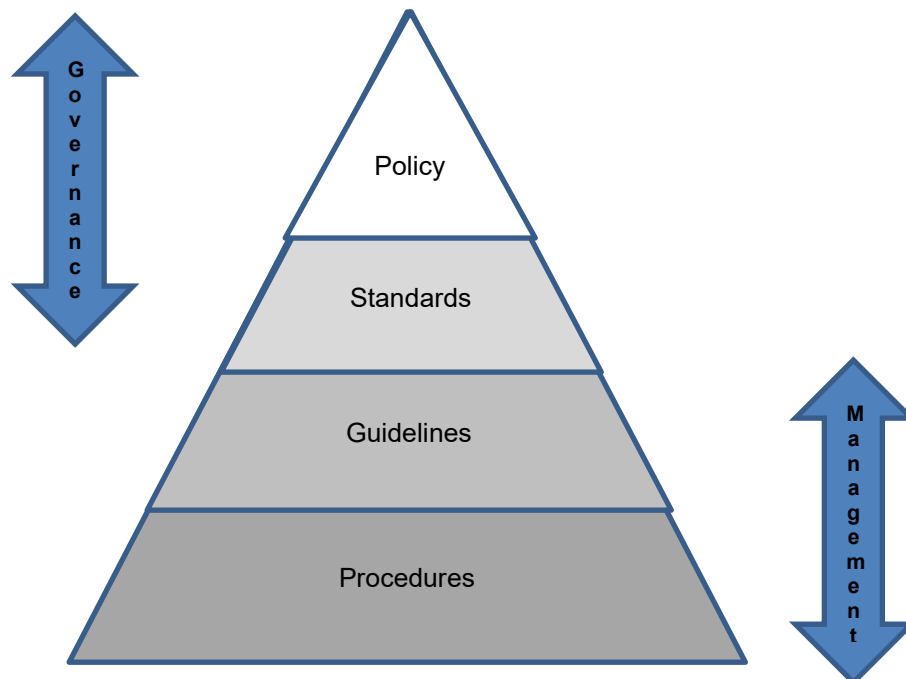 Governance
Policy
Standards
Guidelines
Procedures
Management